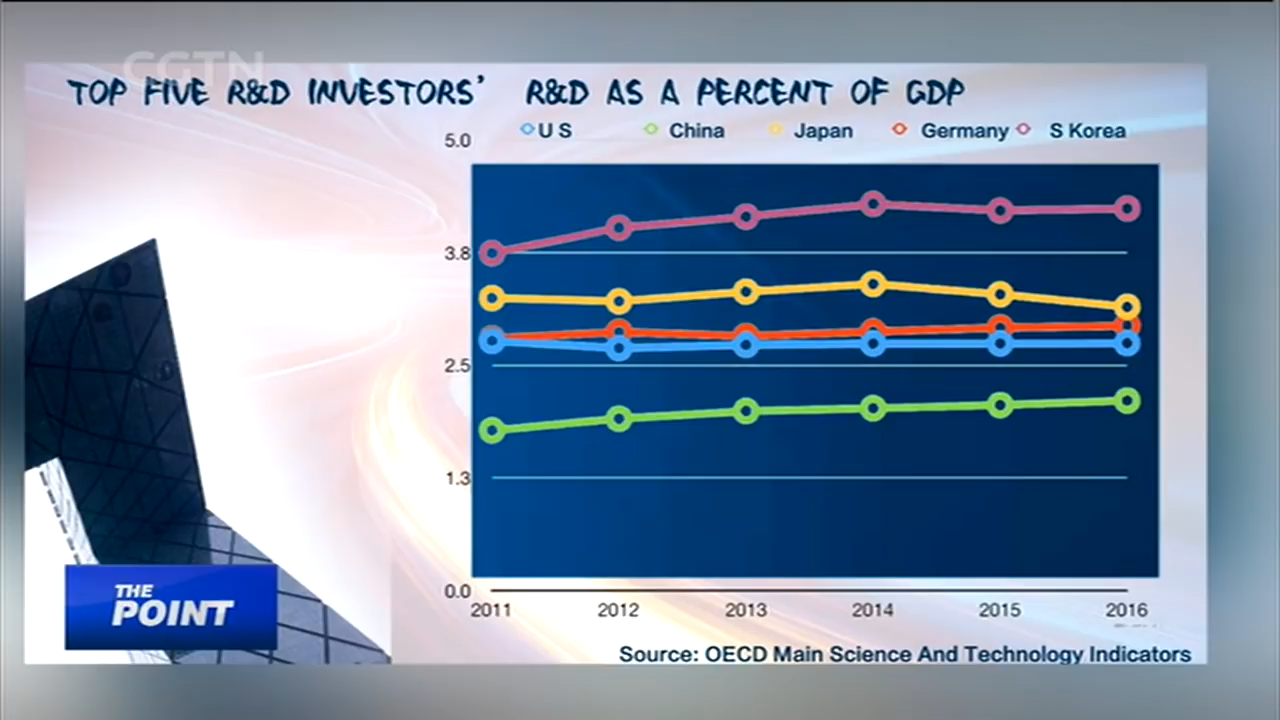 CGTN
TOP FIVE R&D INVESTORS' R&D AS A PERCENT OF GDP
US China Japan Germany S Korea
5.0
3.8
2.5
1.3
0.0
2011 2012 2013 2014 2015 2016
THE
POINT
Source: OECD Main Science And Technology Indicators